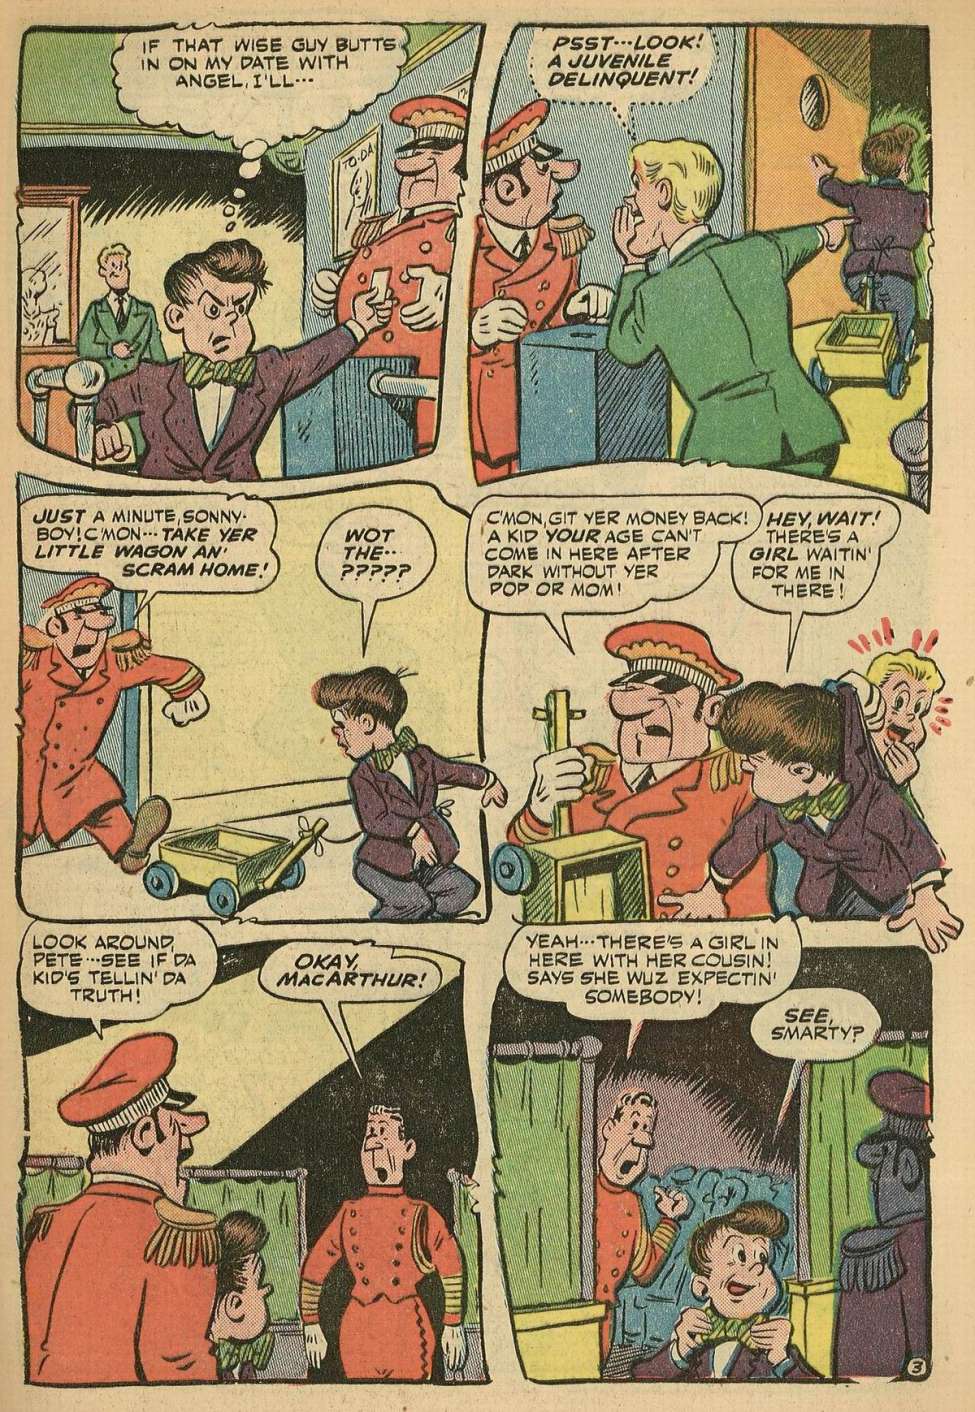 IF THAT WISE GUY BUTTS
IN ON MY DATE WITH
ANGEL, I'LL---
TO-DA
PSST---LOOK!
A JUVENILE
DELINQUENT!
JUST A MINUTE, SONNY-
BOY! C'MON--- TAKE YER
LITTLE WAGON AN'
SCRAM HOME!
WOT
THE--
?????
C'MON, GIT YER MONEY BACK!
A KID YOUR AGE CAN'T
COME IN HERE AFTER
DARK WITHOUT YER
POP OR MOM!
HEY, WAIT!
THERE'S A
GIRL WAITIN'
FOR ME IN
THERE!
LOOK AROUND,
PETE---SEE IF DA
KID'S TELLIN' DA
TRUTH!
OKAY,
MACARTHUR!
YEAH---THERE'S A GIRL IN
HERE WITH HER COUSIN!
SAYS SHE WUZ EXPECTIN'
SOMEBODY!
SEE,
SMARTY?
3